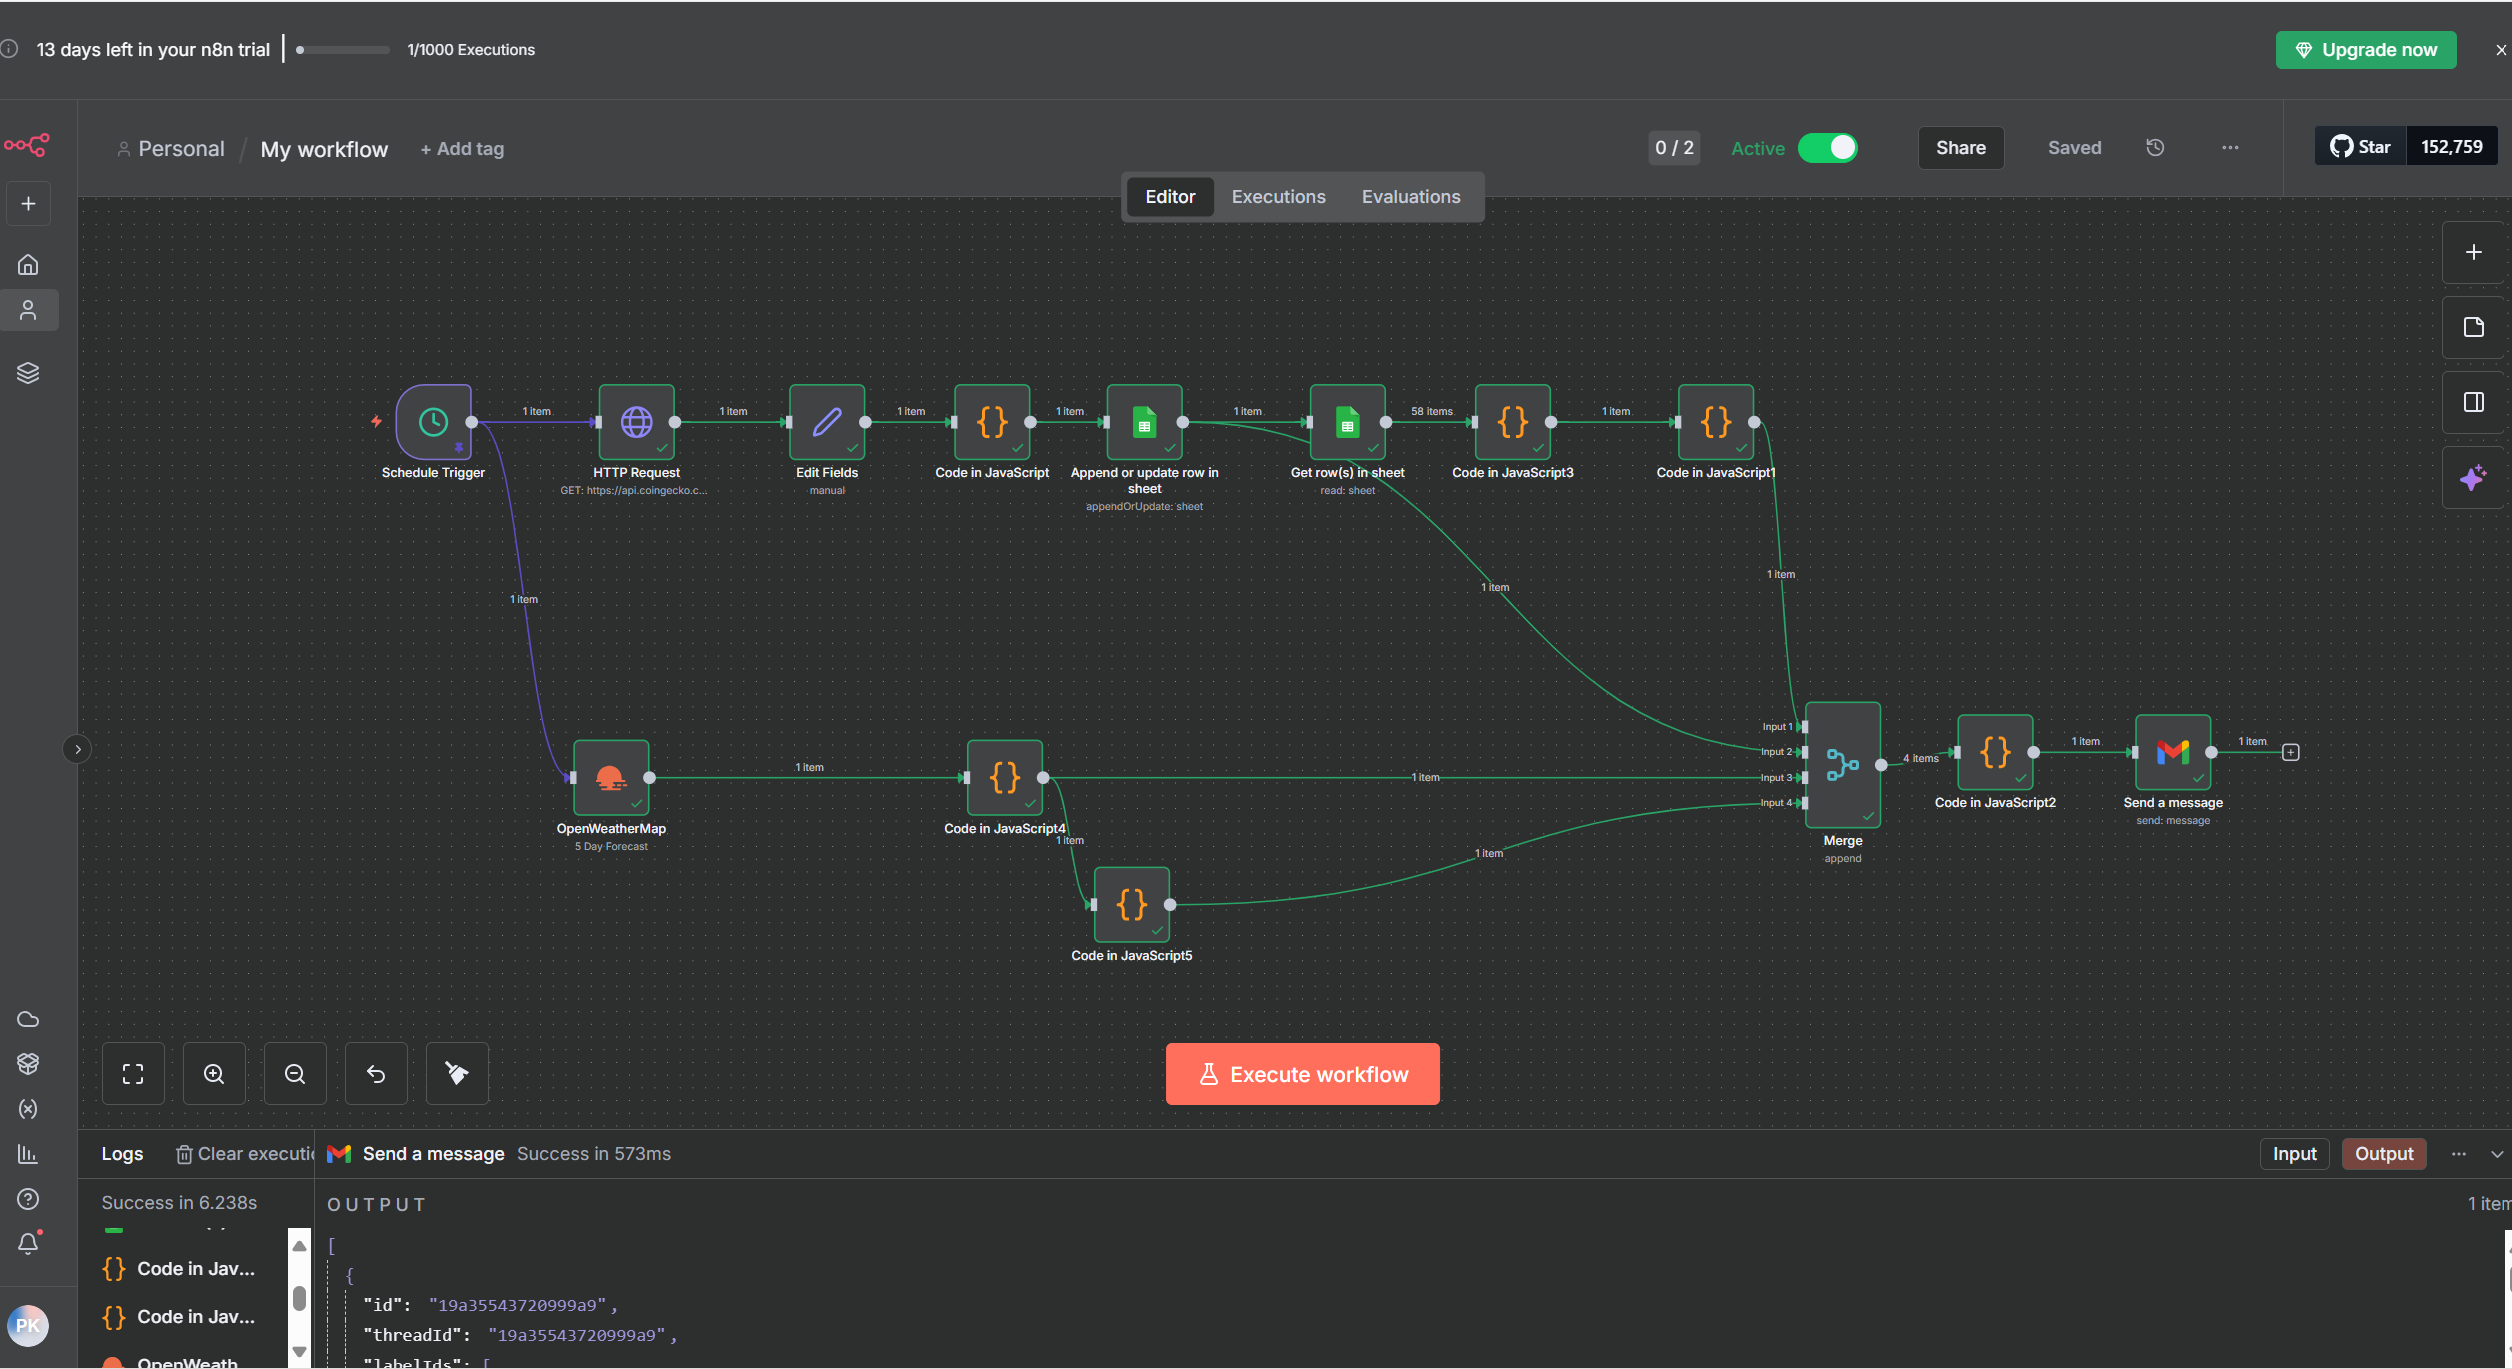 13 days left in your n8n trial
1/1000 Executions
Upgrade now
Personal / My workflow
+ Add tag
0 / 2
Active
Share
Saved
Star
152,759
Editor
Executions
Evaluations
1 item
1 item
1 item
1 item
1 item
58 items
1 item
Schedule Trigger
HTTP Request
GET: https://api.coingecko.c...
Edit Fields
manual
Code in JavaScript
Append or update row in
sheet
appendOrUpdate: sheet
Get row(s) in sheet
read: sheet
Code in JavaScript3
Code in JavaScript1
1 item
1 item
1 item
Input 1
Input 2
Input 3
Input 4
1 item
1 item
4 items
1 item
1 item
OpenWeatherMap
5 Day Forecast
Code in JavaScript4
1 item
Merge
append
Code in JavaScript2
Send a message
send: message
1 item
Code in JavaScript5
Execute workflow
Logs
Clear executi
Send a message
Success in 573ms
Input
Output
Success in 6.238s
OUTPUT
1 item
Code in Jav...
Code in Jav...
OpenWeath
[
{
"id": "19a35543720999a9",
"threadId": "19a35543720999a9",
"labelIds": [
PK